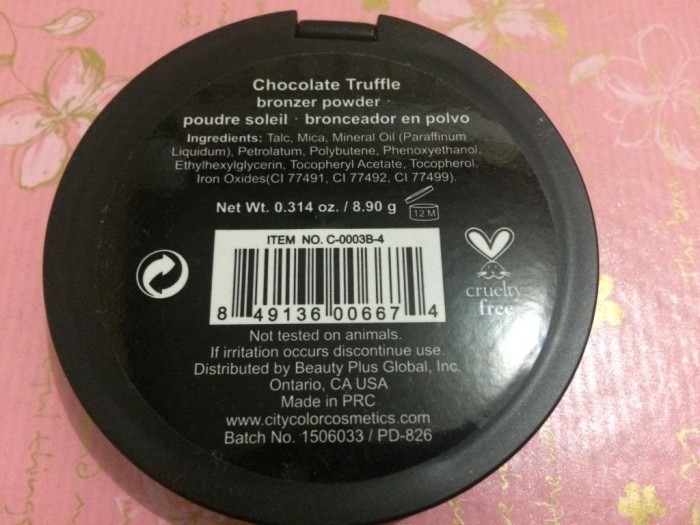 Chocolate Truffle
bronzer powder ·
poudre soleil · bronceador en polvo
Ingredients: Talc, Mica, Mineral Oil (Paraffinum
Liquidum), Petrolatum, Polybutene, Phenoxyethanol,
Ethylhexylglycerin, Tocopheryl Acetate, Tocopherol,
Iron Oxides(CI 77491, CI 77492, CI 77499).
Net Wt. 0.314 oz. / 8.90 g
12 M
ITEM NO. C-0003B-4
8 49136 00667 4
cruelty
free
Not tested on animals.
If irritation occurs discontinue use.
Distributed by Beauty Plus Global, Inc.
Ontario, CA USA
Made in PRC
www.citycolorcosmetics.com
Batch No. 1506033 / PD-826
the best